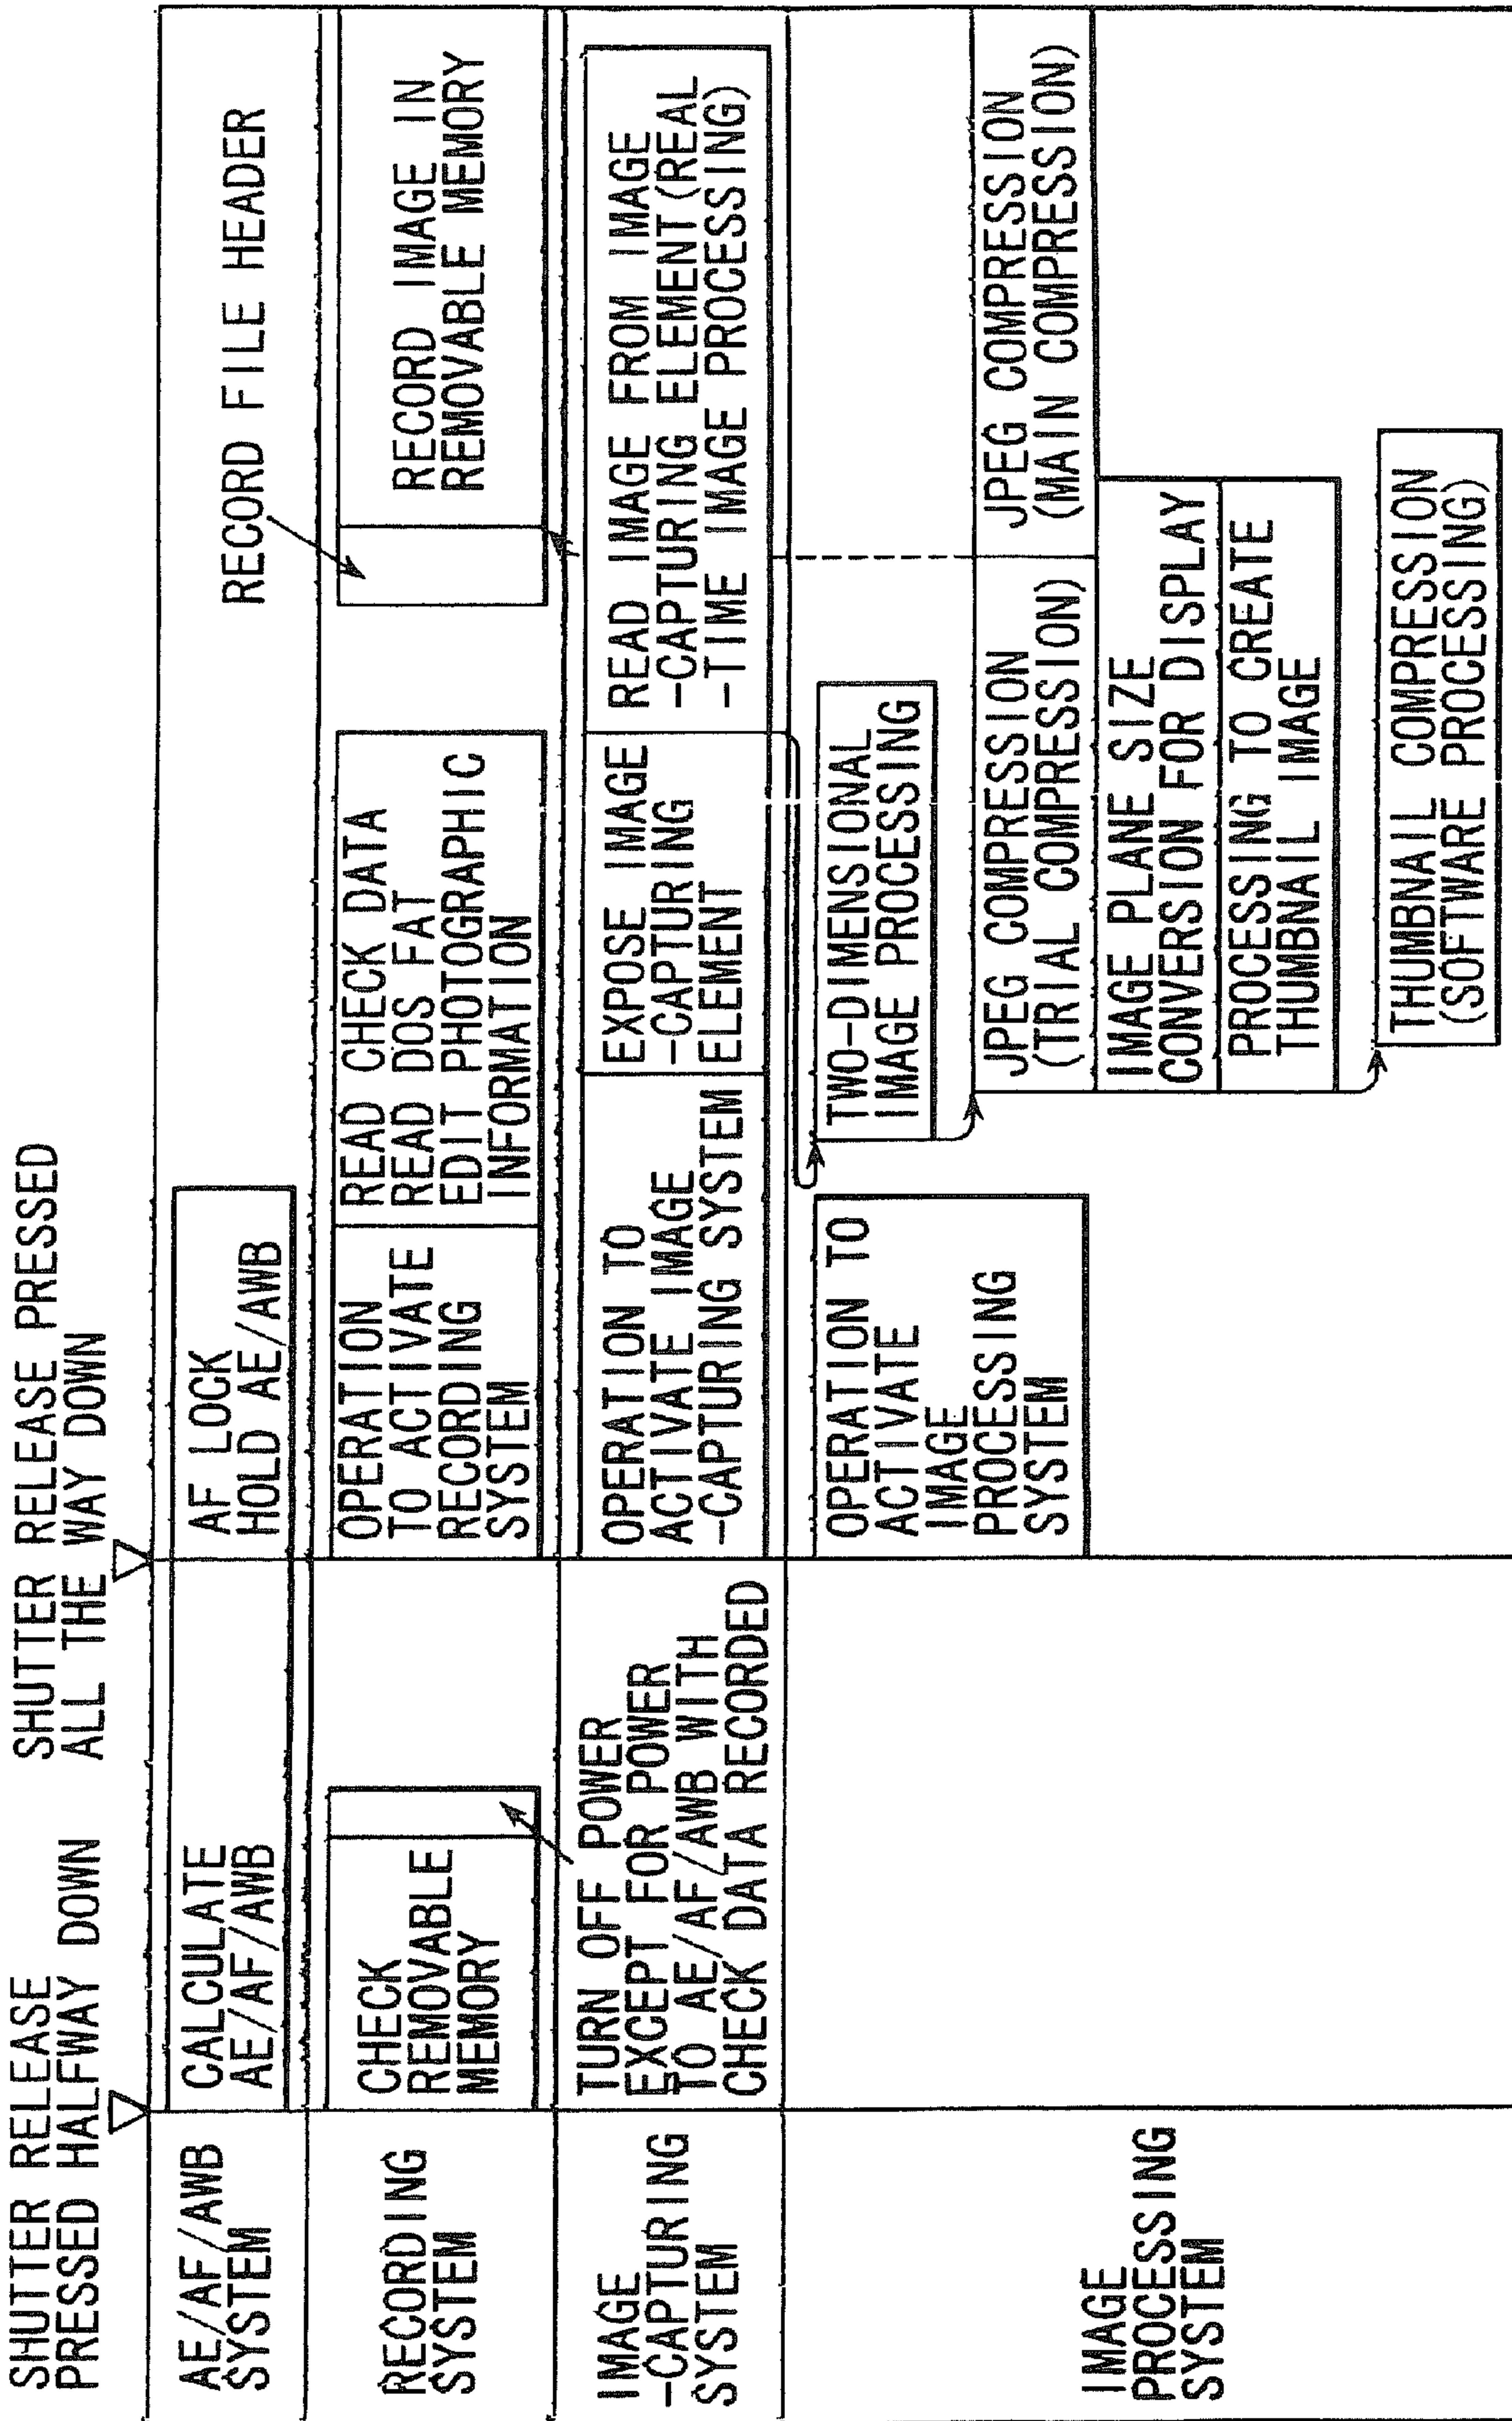 SHUTTER RELEASE
PRESSED HALFWAY DOWN
SHUTTER RELEASE PRESSED
ALL THE WAY DOWN
AE/AF/AWB
SYSTEM
CALCULATE
AE/AF/AWB
AF LOCK
HOLD AE/AWB
RECORD FILE HEADER
RECORDING
SYSTEM
CHECK
REMOVABLE
MEMORY
OPERATION
TO ACTIVATE
RECORDING
SYSTEM
READ CHECK DATA
READ DOS FAT
EDIT PHOTOGRAPHIC
INFORMATION
RECORD IMAGE IN
REMOVABLE MEMORY
IMAGE
-CAPTURING
SYSTEM
TURN OFF POWER
EXCEPT FOR POWER
TO AE/AF/AWB WITH
CHECK DATA RECORDED
OPERATION TO
ACTIVATE IMAGE
-CAPTURING SYSTEM
EXPOSE IMAGE
-CAPTURING
ELEMENT
READ IMAGE FROM IMAGE
-CAPTURING ELEMENT(REAL
-TIME IMAGE PROCESSING)
IMAGE
PROCESSING
SYSTEM
OPERATION TO
ACTIVATE
IMAGE
PROCESSING
SYSTEM
TWO-DIMENSIONAL
IMAGE PROCESSING
JPEG COMPRESSION
(TRIAL COMPRESSION)
JPEG COMPRESSION
(MAIN COMPRESSION)
IMAGE PLANE SIZE
CONVERSION FOR DISPLAY
PROCESSING TO CREATE
THUMBNAIL IMAGE
THUMBNAIL COMPRESSION
(SOFTWARE PROCESSING)